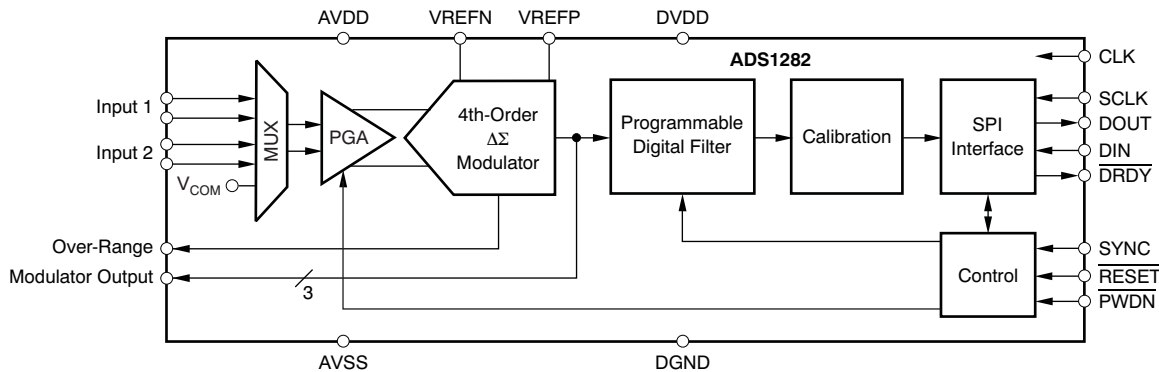 AVDD
VREFN
VREFP
DVDD
ADS1282
CLK
Input 1
Input 2
V_COM
MUX
PGA
4th-Order
ΔΣ
Modulator
Programmable
Digital Filter
Calibration
SPI
Interface
SCLK
DOUT
DIN
DRDY
Over-Range
Modulator Output
3
Control
SYNC
RESET
PWDN
AVSS
DGND